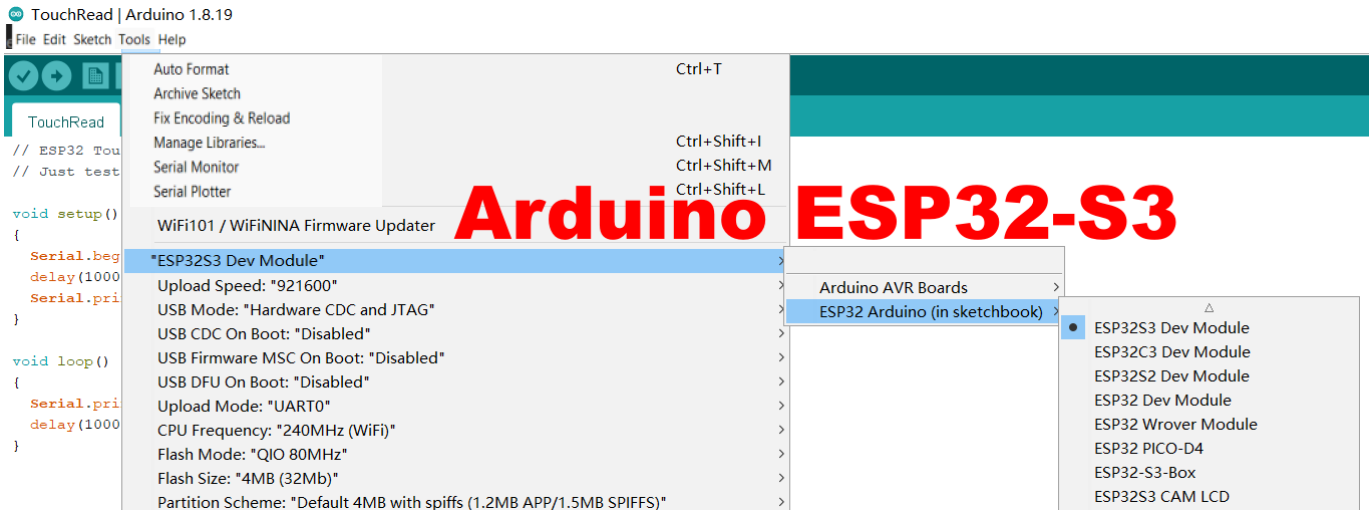 TouchRead | Arduino 1.8.19
File Edit Sketch Tools Help
Auto Format Ctrl+T
Archive Sketch
Fix Encoding & Reload
Manage Libraries... Ctrl+Shift+I
Serial Monitor Ctrl+Shift+M
Serial Plotter Ctrl+Shift+L
WiFi101 / WiFiNINA Firmware Updater
Arduino ESP32-S3
"ESP32S3 Dev Module"
Upload Speed: "921600"
USB Mode: "Hardware CDC and JTAG"
USB CDC On Boot: "Disabled"
USB Firmware MSC On Boot: "Disabled"
USB DFU On Boot: "Disabled"
Upload Mode: "UART0"
CPU Frequency: "240MHz (WiFi)"
Flash Mode: "QIO 80MHz"
Flash Size: "4MB (32Mb)"
Partition Scheme: "Default 4MB with spiffs (1.2MB APP/1.5MB SPIFFS)"
Arduino AVR Boards
ESP32 Arduino (in sketchbook)
ESP32S3 Dev Module
ESP32C3 Dev Module
ESP32S2 Dev Module
ESP32 Dev Module
ESP32 Wrover Module
ESP32 PICO-D4
ESP32-S3-Box
ESP32S3 CAM LCD
TouchRead
// ESP32 Tou
// Just test
void setup()
{
Serial.beg
delay(1000
Serial.pri
}
void loop()
{
Serial.pri
delay(1000
}